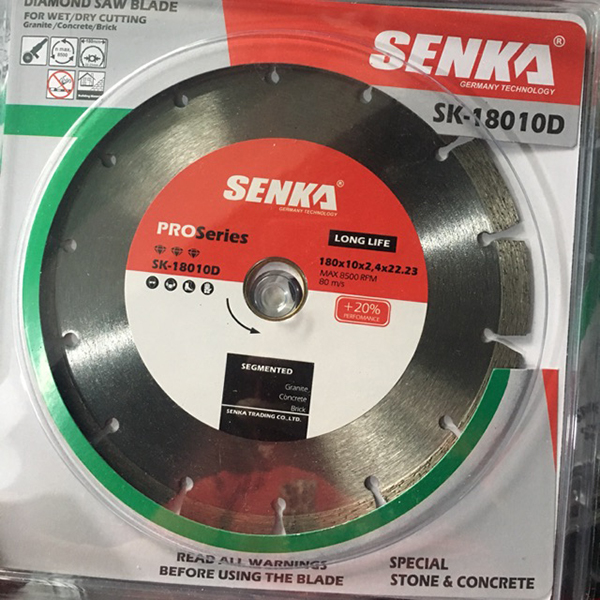 DIAMOND SAW BLADE
FOR WET/DRY CUTTING
Granite /Concrete/Brick
SENKA®
GERMANY TECHNOLOGY
SK-18010D
SENKA®
GERMANY TECHNOLOGY
PROSeries
SK-18010D
LONG LIFE
180x10x2,4x22.23
MAX 8500 RPM
80 m/s
+20%
PERFORMANCE
SEGMENTED
Granite
Concrete
Brick
SENKA TRADING CO.,LTD.
READ ALL WARNINGS
BEFORE USING THE BLADE
SPECIAL
STONE & CONCRETE